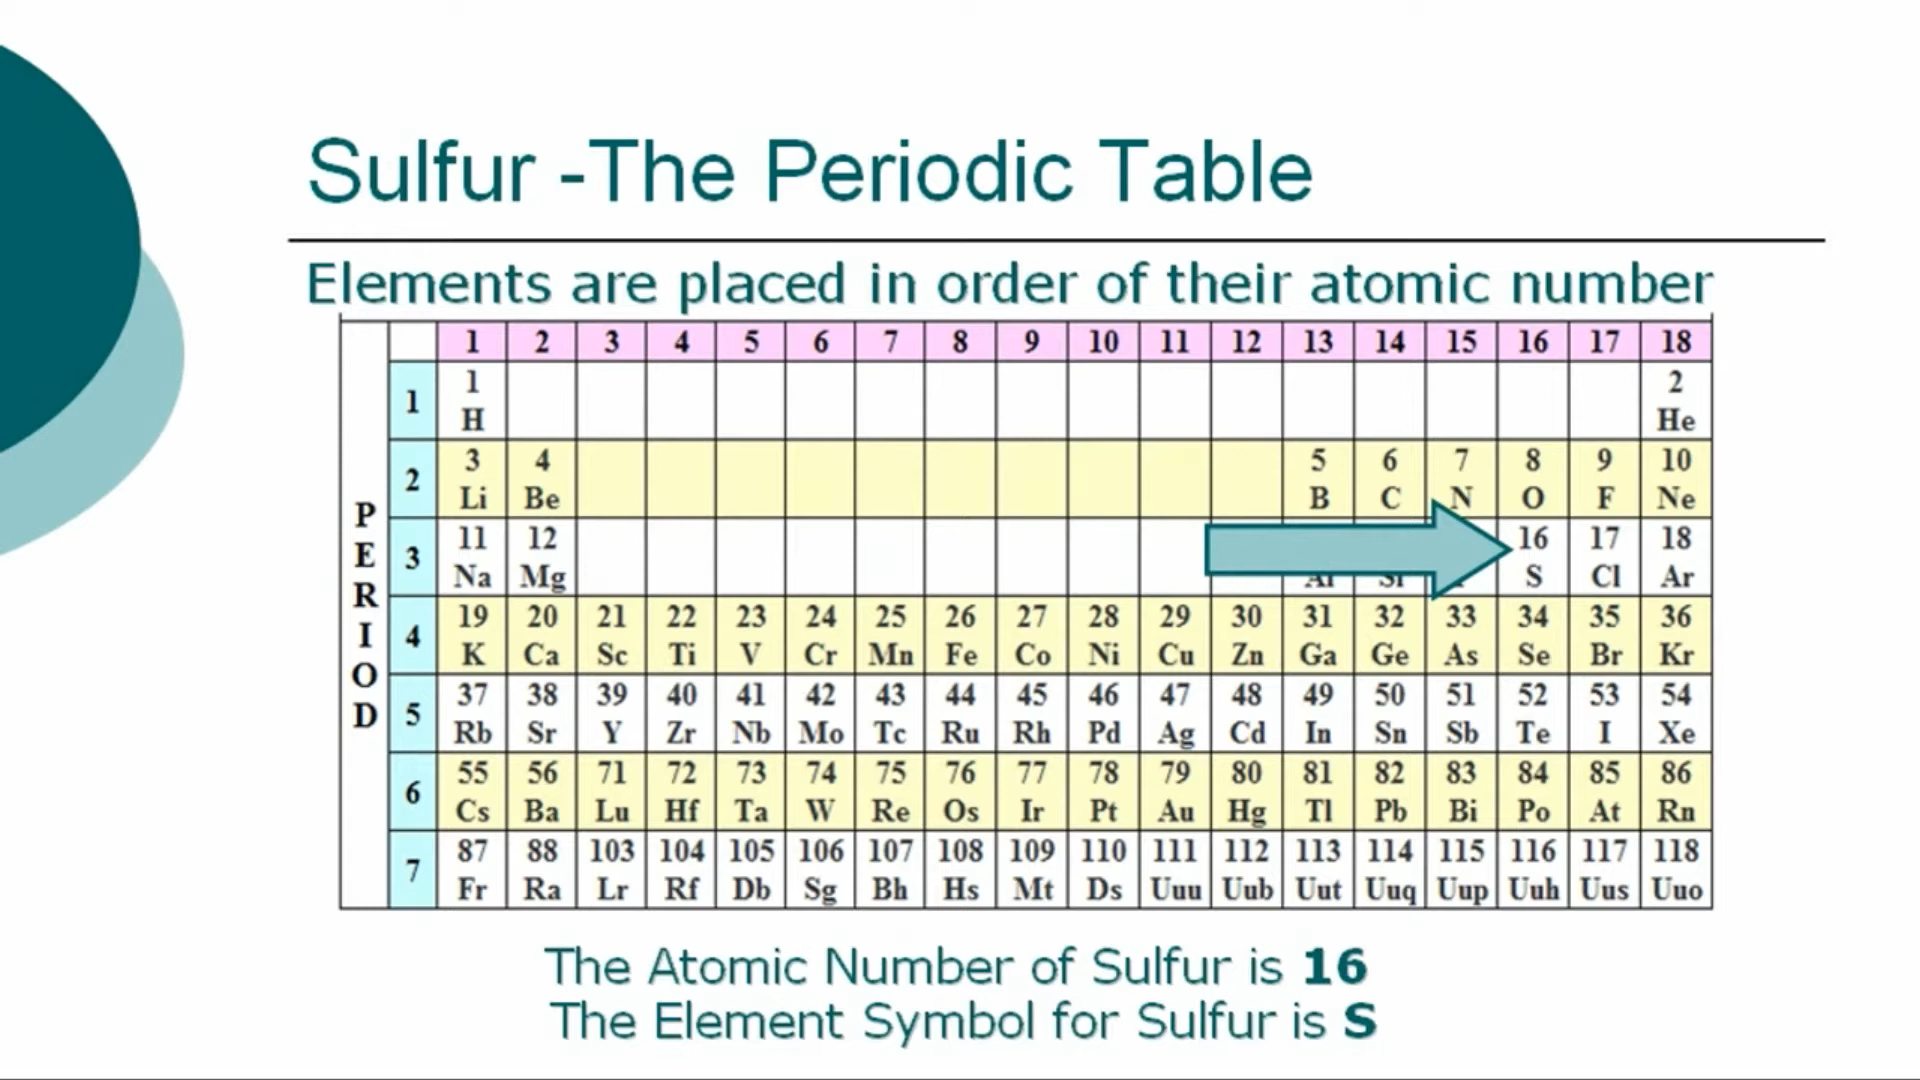 Sulfur -The Periodic Table
Elements are placed in order of their atomic number
1 2 3 4 5 6 7 8 9 10 11 12 13 14 15 16 17 18
PERIOD
1 1 2
H He
2 3 4 5 6 7 8 9 10
Li Be B C N O F Ne
3 11 12 16 17 18
Na Mg Al Si S Cl Ar
4 19 20 21 22 23 24 25 26 27 28 29 30 31 32 33 34 35 36
K Ca Sc Ti V Cr Mn Fe Co Ni Cu Zn Ga Ge As Se Br Kr
5 37 38 39 40 41 42 43 44 45 46 47 48 49 50 51 52 53 54
Rb Sr Y Zr Nb Mo Tc Ru Rh Pd Ag Cd In Sn Sb Te I Xe
6 55 56 71 72 73 74 75 76 77 78 79 80 81 82 83 84 85 86
Cs Ba Lu Hf Ta W Re Os Ir Pt Au Hg Tl Pb Bi Po At Rn
7 87 88 103 104 105 106 107 108 109 110 111 112 113 114 115 116 117 118
Fr Ra Lr Rf Db Sg Bh Hs Mt Ds Uuu Uub Uut Uuq Uup Uuh Uus Uuo
The Atomic Number of Sulfur is 16
The Element Symbol for Sulfur is S